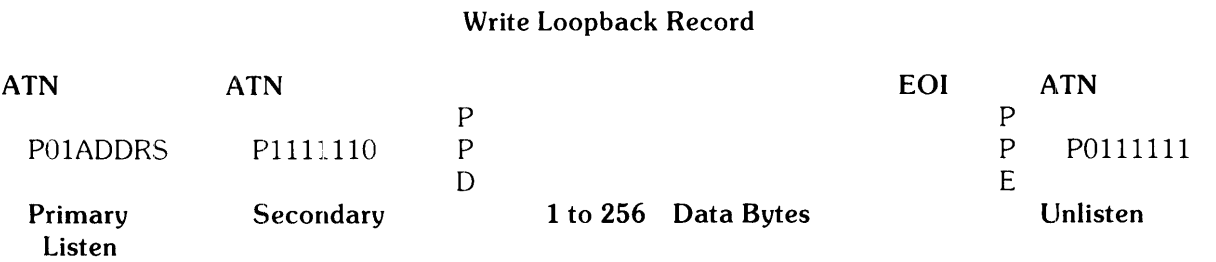 Write Loopback Record
ATN ATN EOI ATN
P P
P01ADDRS P1111110 P P P0111111
D E
Primary Secondary 1 to 256 Data Bytes Unlisten
Listen